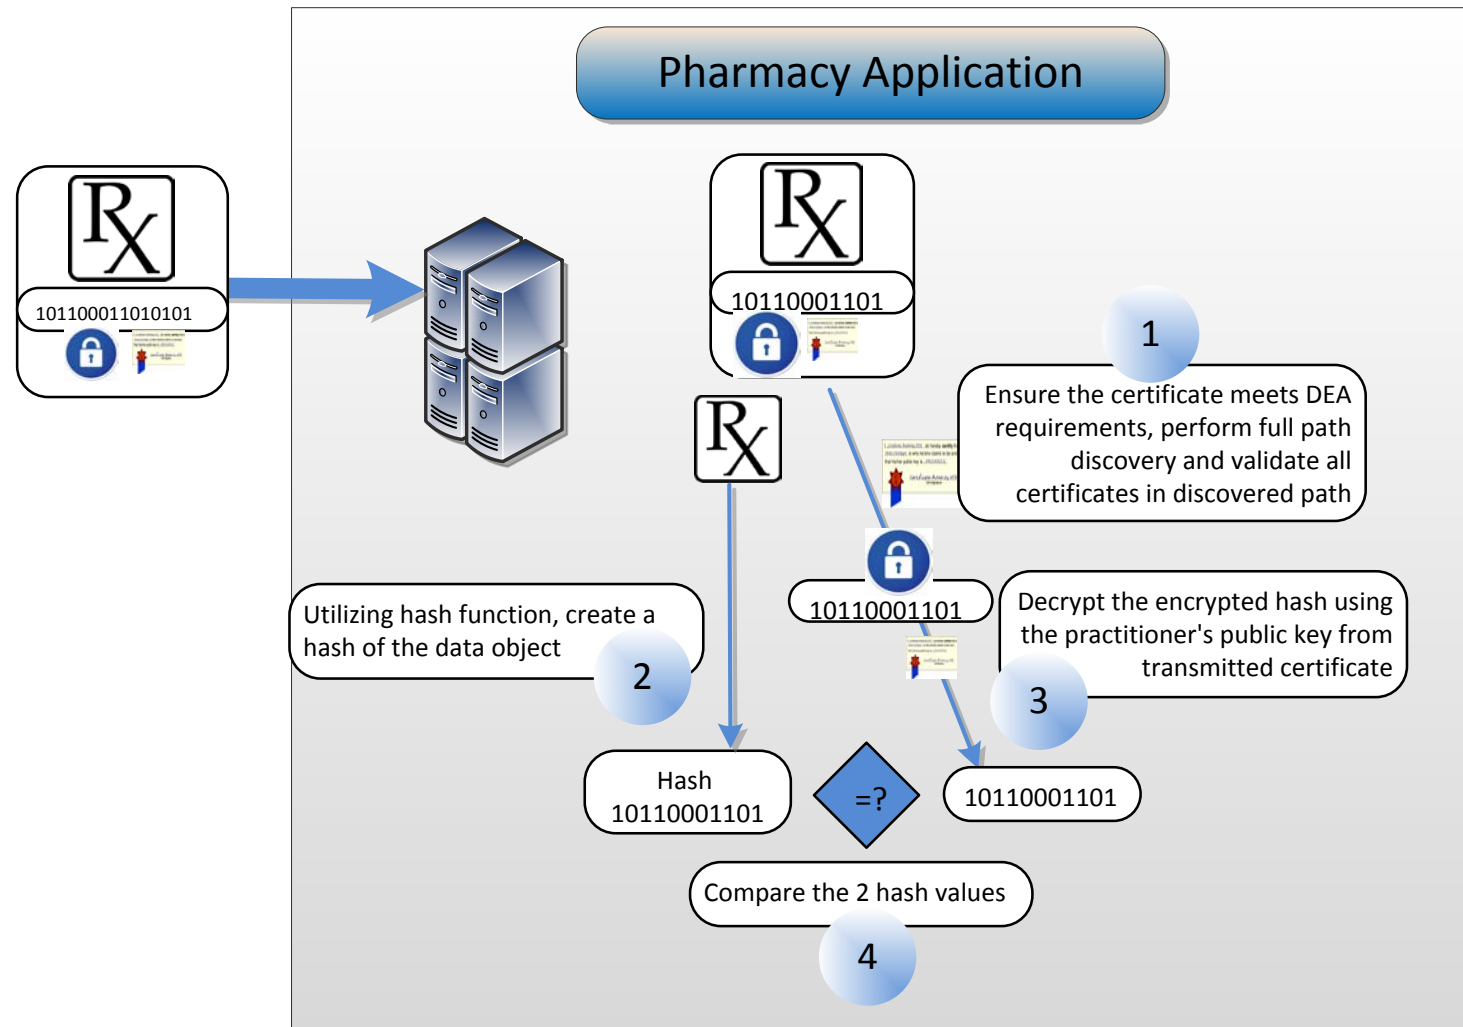 Pharmacy Application
Rx
101100011010101
Rx
10110001101
1
Ensure the certificate meets DEA
requirements, perform full path
discovery and validate all
certificates in discovered path
Rx
10110001101
Utilizing hash function, create a
hash of the data object
2
Decrypt the encrypted hash using
the practitioner's public key from
transmitted certificate
3
Hash
10110001101
=?
10110001101
Compare the 2 hash values
4